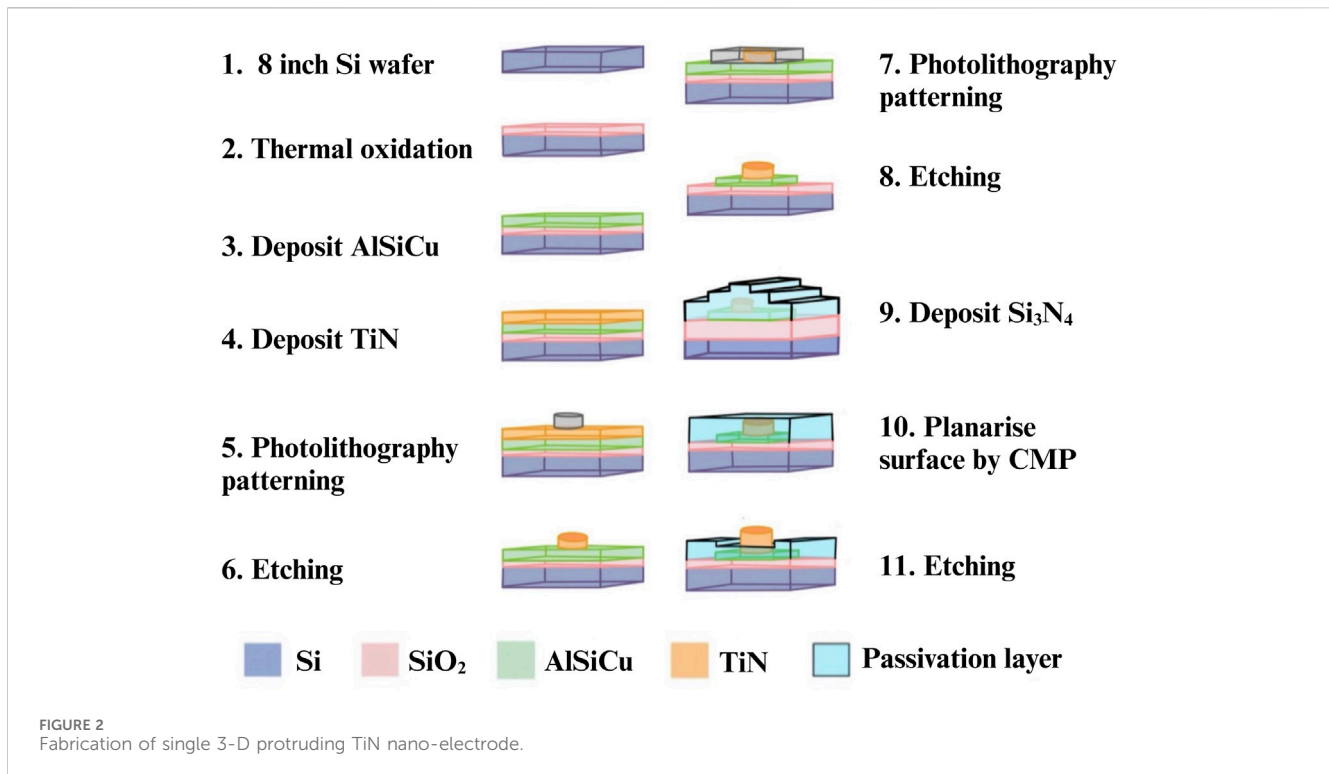 1. 8 inch Si wafer
2. Thermal oxidation
3. Deposit AlSiCu
4. Deposit TiN
5. Photolithography
patterning
6. Etching
7. Photolithography
patterning
8. Etching
9. Deposit Si₃N₄
10. Planarise
surface by CMP
11. Etching
Si
SiO₂
AlSiCu
TiN
Passivation layer
FIGURE 2
Fabrication of single 3-D protruding TiN nano-electrode.